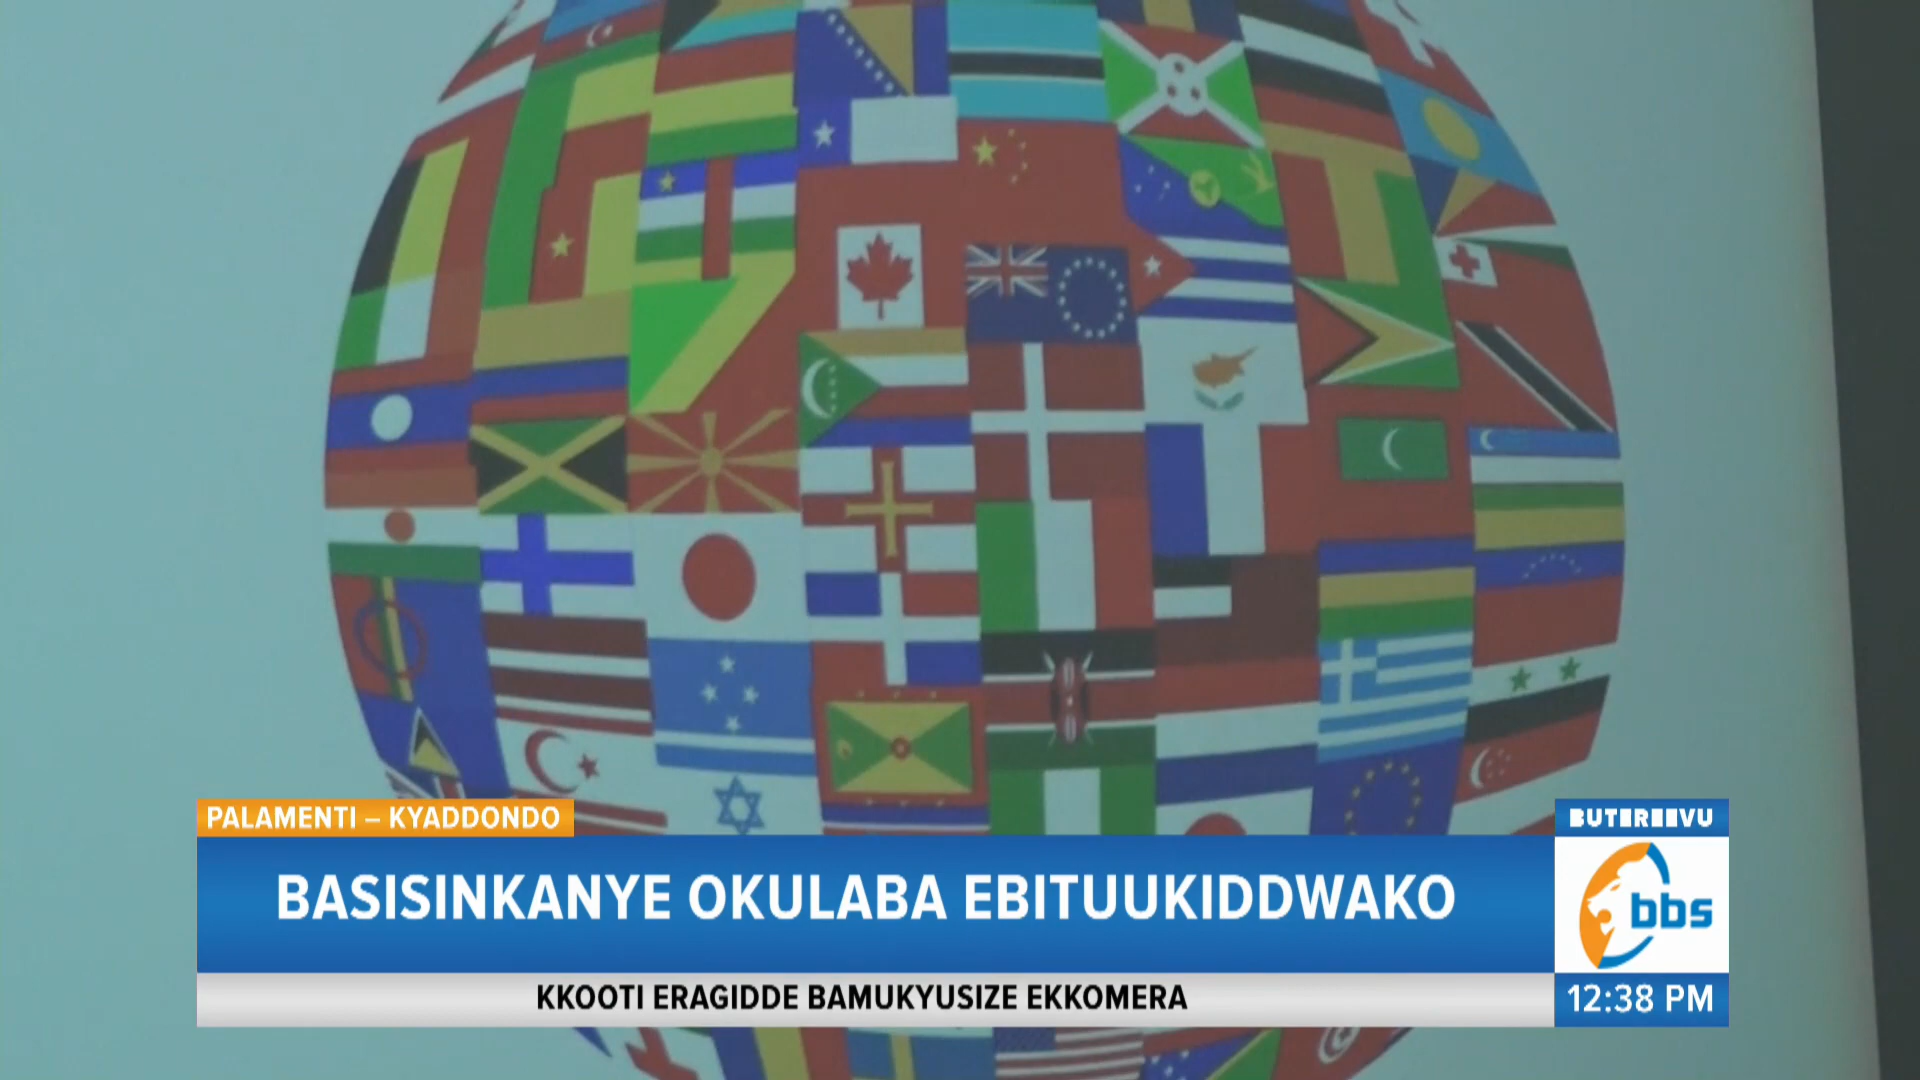 PALAMENTI – KYADDONDO
BUTEREEVU
BASISINKANYE OKULABA EBITUUKIDDWAKO
bbs
KKOOTI ERAGIDDE BAMUKYUSIZE EKKOMERA
12:38 PM